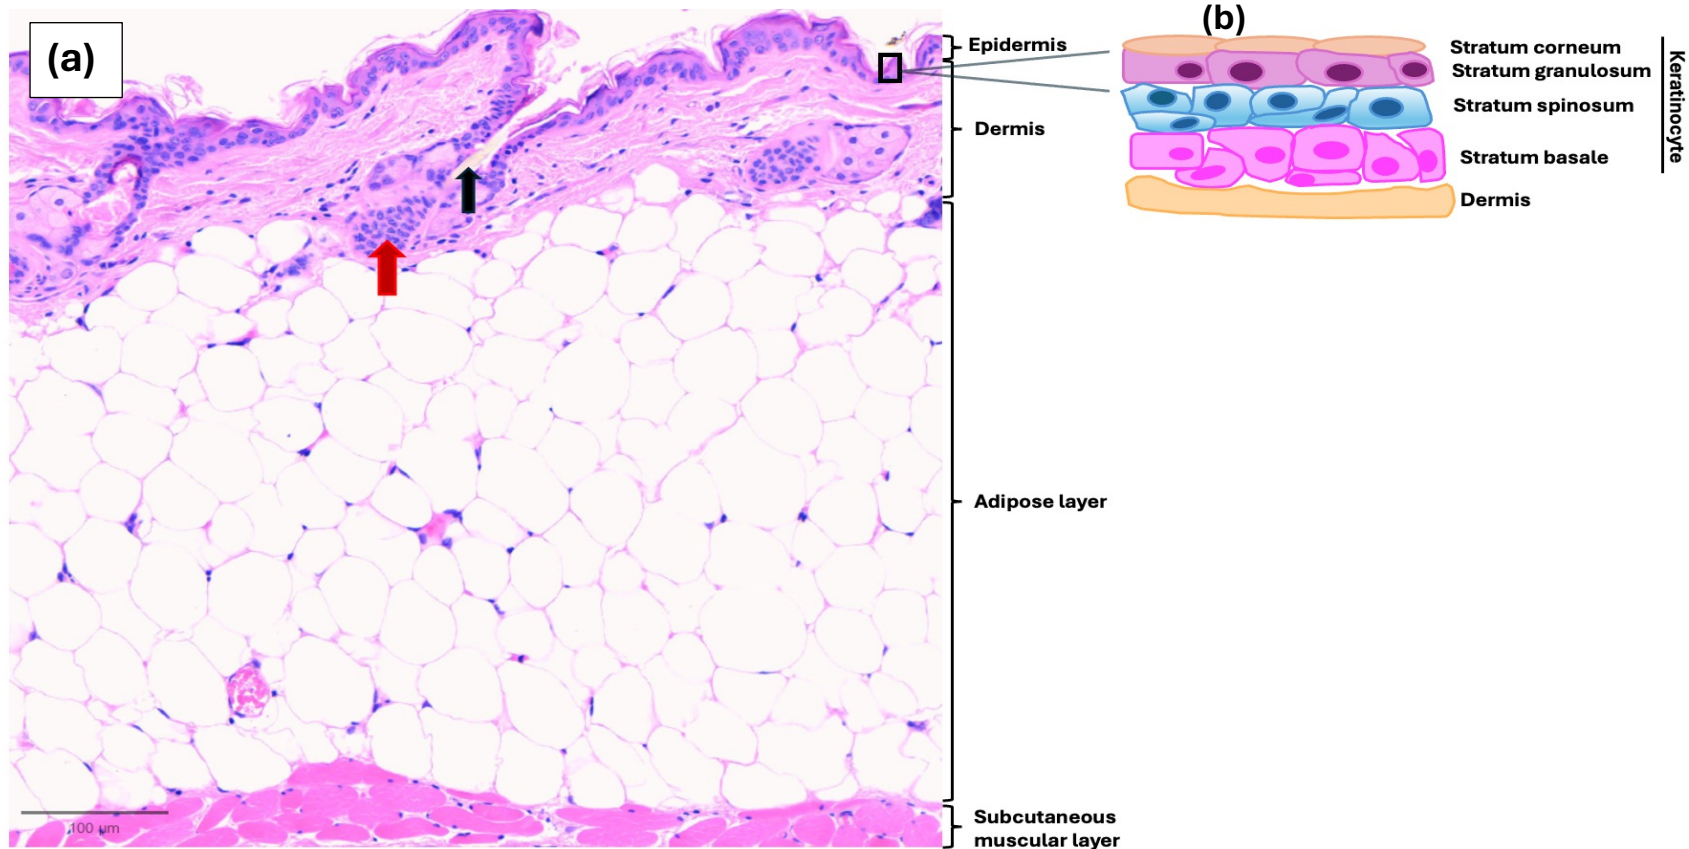 (a)
(b)
Epidermis
Dermis
Adipose layer
Subcutaneous
muscular layer
100 µm
Stratum corneum
Stratum granulosum
Stratum spinosum
Stratum basale
Dermis
Keratinocyte